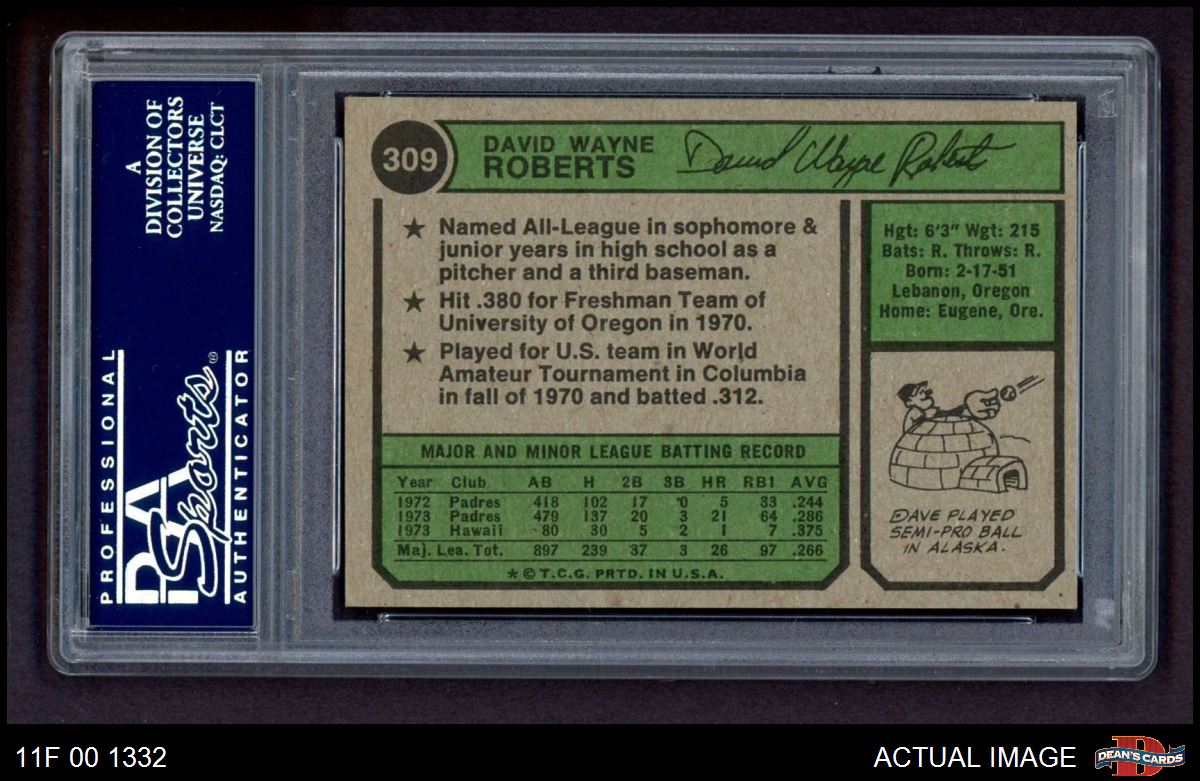 A
DIVISION OF
COLLECTORS
UNIVERSE
NASDAQ: CLCT
PROFESSIONAL
PSA
Sports®
AUTHENTICATOR
309
DAVID WAYNE
ROBERTS
David Wayne Roberts
★ Named All-League in sophomore &
junior years in high school as a
pitcher and a third baseman.
★ Hit .380 for Freshman Team of
University of Oregon in 1970.
★ Played for U.S. team in World
Amateur Tournament in Columbia
in fall of 1970 and batted .312.
MAJOR AND MINOR LEAGUE BATTING RECORD
Year Club AB H 2B 3B HR RBI AVG
1972 Padres 418 102 17 0 5 33 .244
1973 Padres 479 137 20 3 21 64 .286
1973 Hawaii 80 30 5 2 1 7 .375
Maj. Lea. Tot. 897 239 37 3 26 97 .266
★ © T.C.G. PRTD. IN U.S.A.
Hgt: 6'3" Wgt: 215
Bats: R. Throws: R.
Born: 2-17-51
Lebanon, Oregon
Home: Eugene, Ore.
DAVE PLAYED
SEMI-PRO BALL
IN ALASKA.
11F 00 1332
ACTUAL IMAGE
D
DEAN'S CARDS